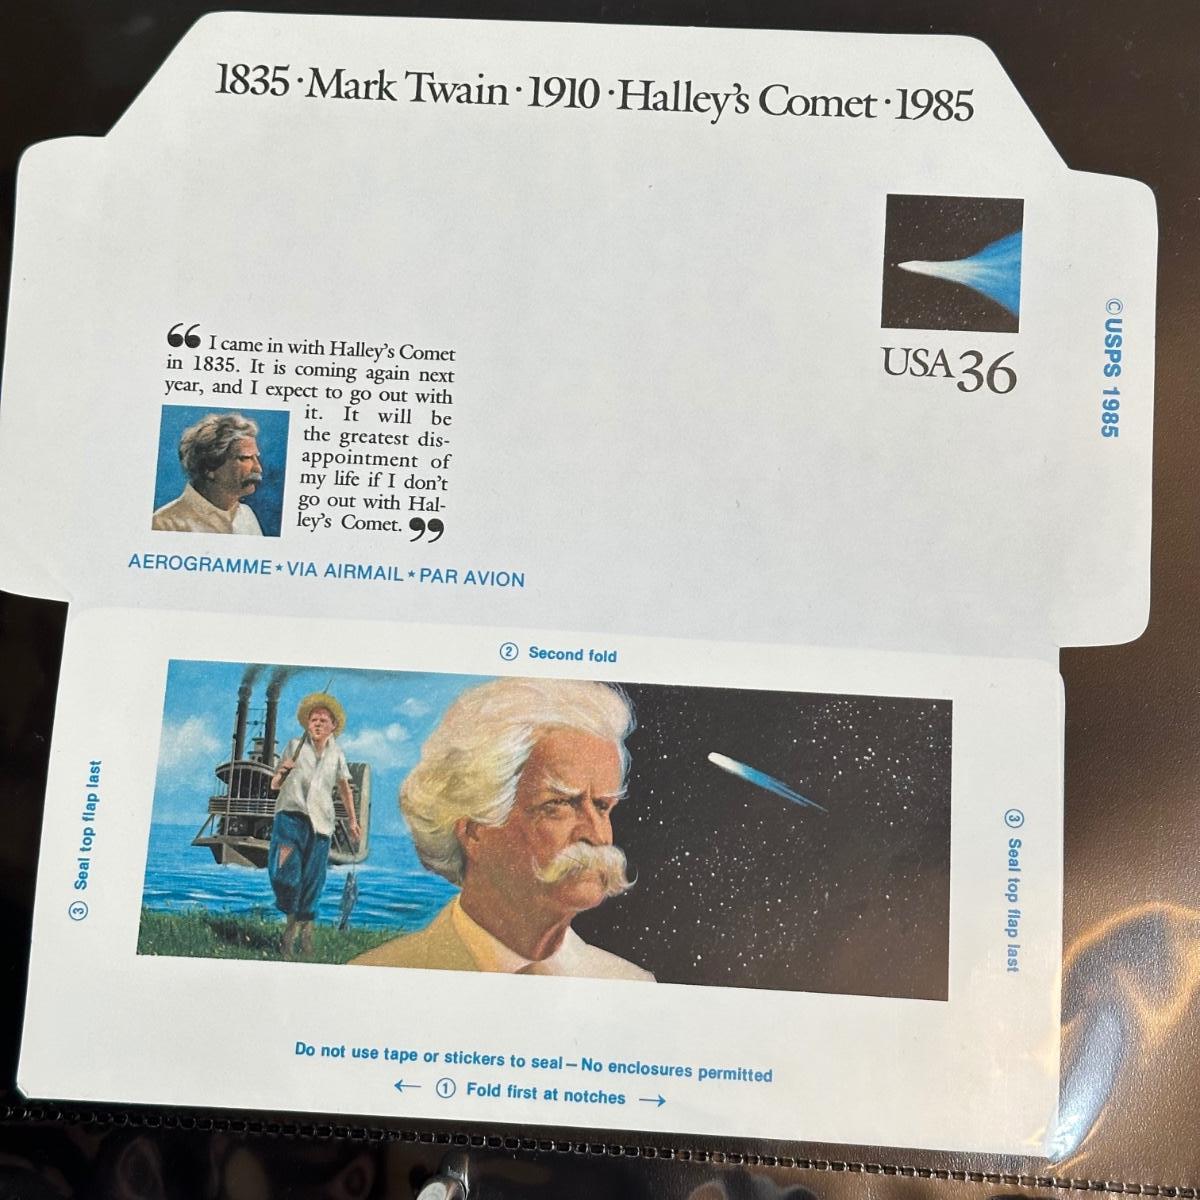 1835·Mark Twain·1910·Halley's Comet·1985
©USPS 1985
USA 36
“ I came in with Halley's Comet
in 1835. It is coming again next
year, and I expect to go out with
it. It will be
the greatest dis-
appointment of
my life if I don't
go out with Hal-
ley's Comet. ”
AEROGRAMME★VIA AIRMAIL★PAR AVION
② Second fold
③ Seal top flap last
③ Seal top flap last
Do not use tape or stickers to seal – No enclosures permitted
← ① Fold first at notches →